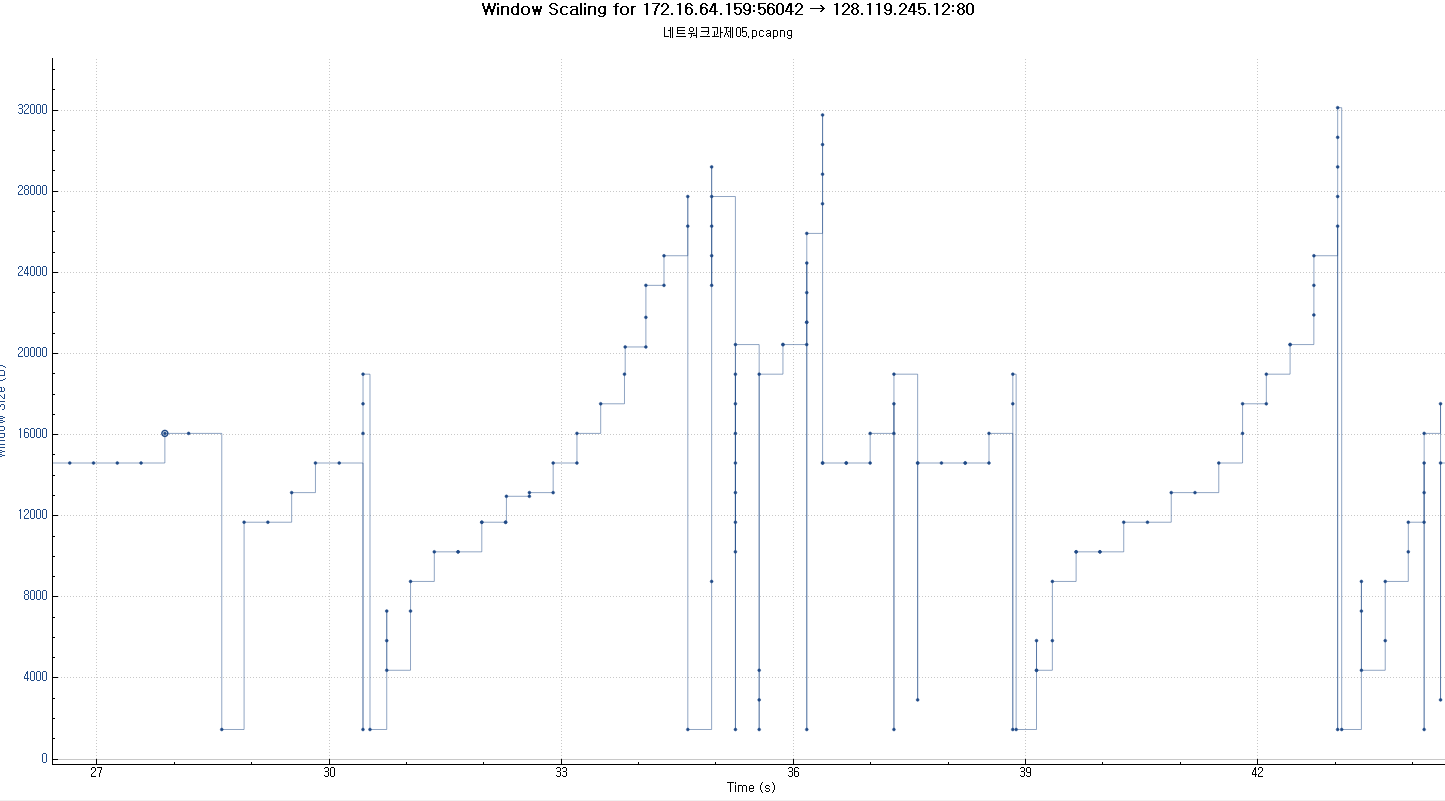 Window Scaling for 172.16.64.159:56042 → 128.119.245.12:80
네트워크과제05.pcapng
Window Size (B)
32000
28000
24000
20000
16000
12000
8000
4000
0
27 30 33 36 39 42
Time (s)